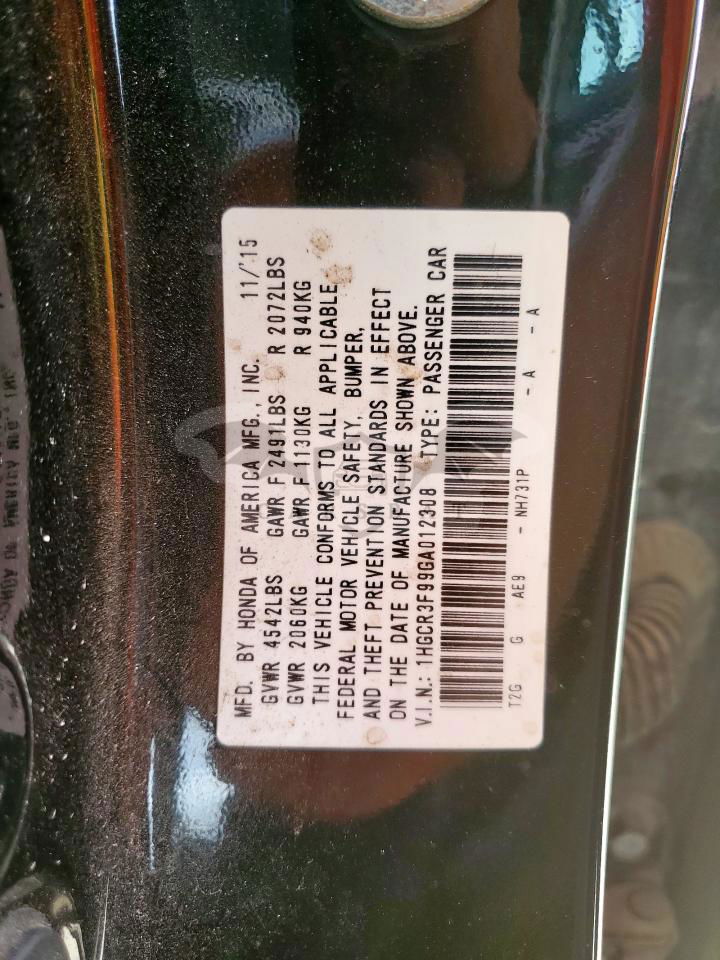 MFD. BY HONDA OF AMERICA MFG., INC. 11/'15
GVWR 4542LBS GAWR F 2497LBS R 2072LBS
GVWR 2060KG GAWR F 1130KG R 940KG
THIS VEHICLE CONFORMS TO ALL APPLICABLE
FEDERAL MOTOR VEHICLE SAFETY, BUMPER,
AND THEFT PREVENTION STANDARDS IN EFFECT
ON THE DATE OF MANUFACTURE SHOWN ABOVE.
V.I.N.: 1HGCR3F99GA012308 TYPE: PASSENGER CAR
T2G G AE9 - NH731P - A - A